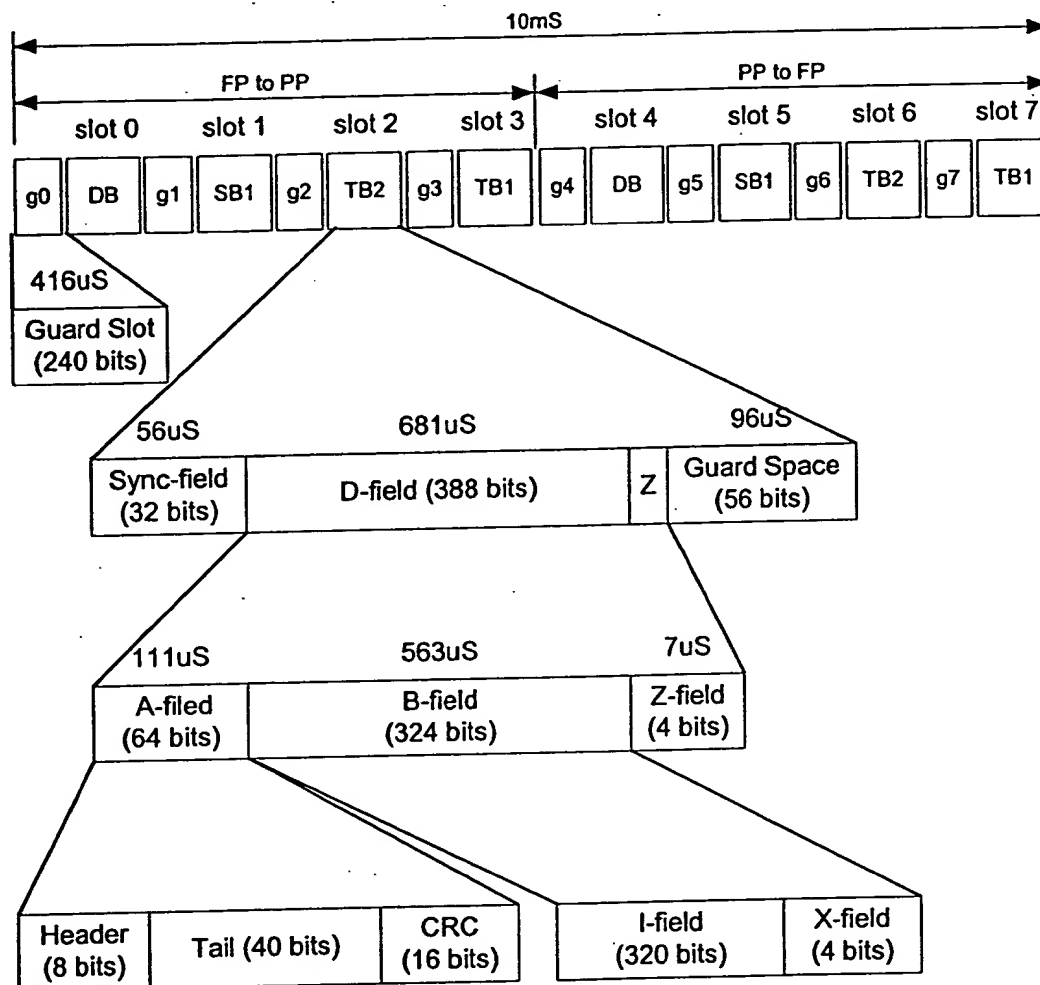 10mS
FP to PP
PP to FP
slot 0
slot 1
slot 2
slot 3
slot 4
slot 5
slot 6
slot 7
g0
DB
g1
SB1
g2
TB2
g3
TB1
g4
DB
g5
SB1
g6
TB2
g7
TB1
416uS
Guard Slot
(240 bits)
56uS
681uS
96uS
Sync-field
(32 bits)
D-field (388 bits)
Z
Guard Space
(56 bits)
111uS
563uS
7uS
A-filed
(64 bits)
B-field
(324 bits)
Z-field
(4 bits)
Header
(8 bits)
Tail (40 bits)
CRC
(16 bits)
I-field
(320 bits)
X-field
(4 bits)